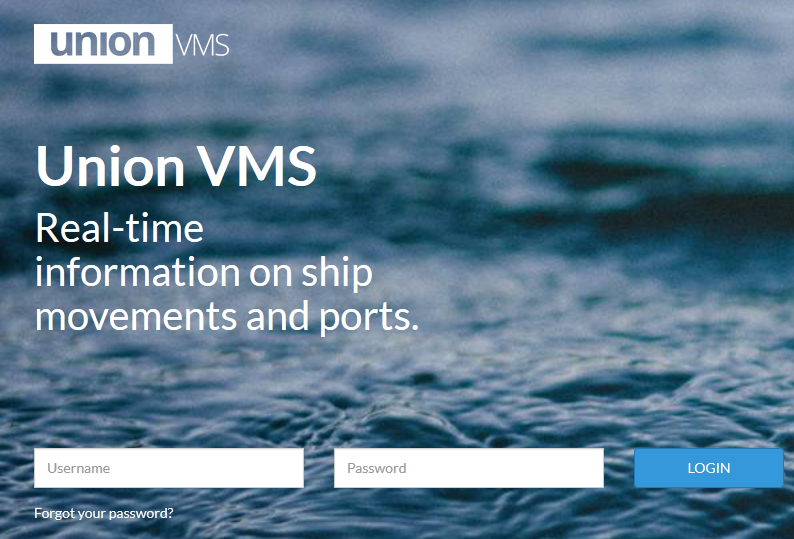 union VMS
Union VMS
Real-time
information on ship
movements and ports.
Username
Password
LOGIN
Forgot your password?